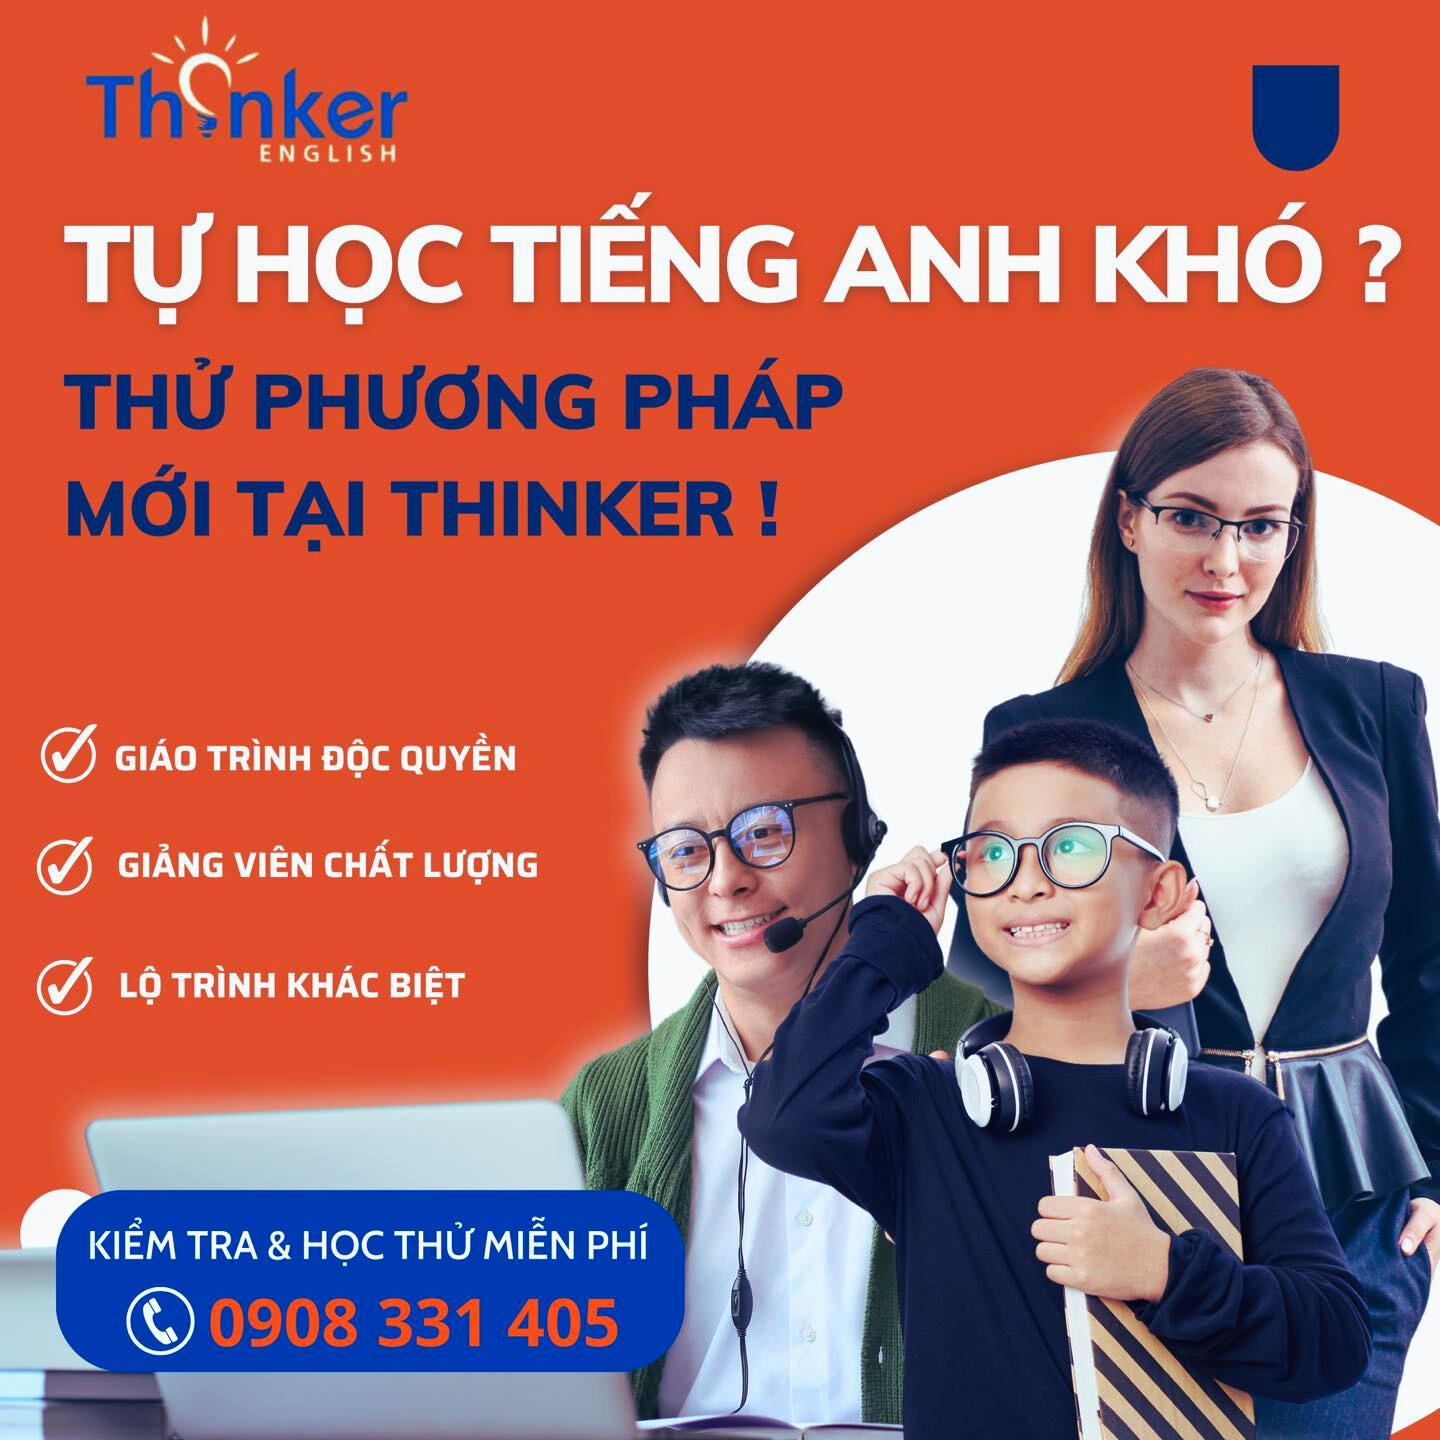 Thinker
ENGLISH
TỰ HỌC TIẾNG ANH KHÓ ?
THỬ PHƯƠNG PHÁP
MỚI TẠI THINKER !
GIÁO TRÌNH ĐỘC QUYỀN
GIẢNG VIÊN CHẤT LƯỢNG
LỘ TRÌNH KHÁC BIỆT
KIỂM TRA & HỌC THỬ MIỄN PHÍ
0908 331 405